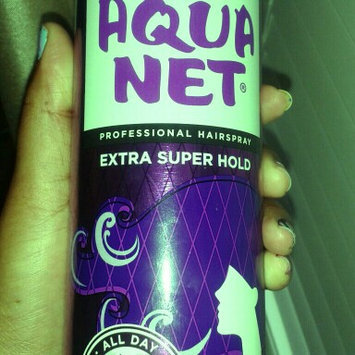 AQUA
NET®
PROFESSIONAL HAIRSPRAY
EXTRA SUPER HOLD
ALL DAY